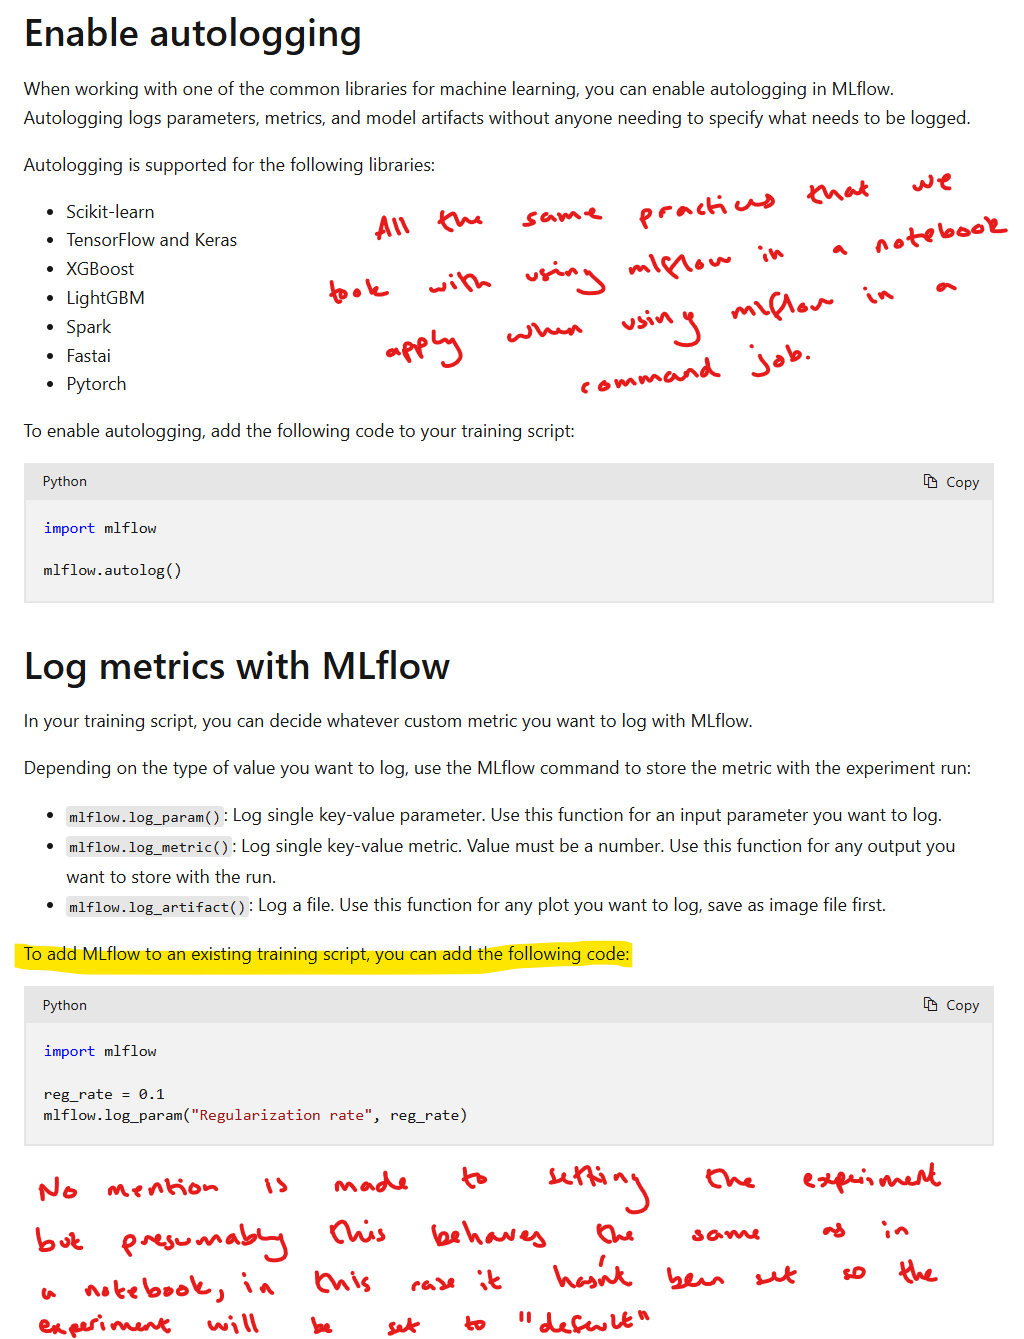 Enable autologging
When working with one of the common libraries for machine learning, you can enable autologging in MLflow.
Autologging logs parameters, metrics, and model artifacts without anyone needing to specify what needs to be logged.
Autologging is supported for the following libraries:
• Scikit-learn
• TensorFlow and Keras
• XGBoost
• LightGBM
• Spark
• Fastai
• Pytorch
All the same practices that we
took with using mlflow in a notebook
apply when using mlflow in a
command job.
To enable autologging, add the following code to your training script:
Python Copy
import mlflow
mlflow.autolog()
Log metrics with MLflow
In your training script, you can decide whatever custom metric you want to log with MLflow.
Depending on the type of value you want to log, use the MLflow command to store the metric with the experiment run:
• mlflow.log_param(): Log single key-value parameter. Use this function for an input parameter you want to log.
• mlflow.log_metric(): Log single key-value metric. Value must be a number. Use this function for any output you
want to store with the run.
• mlflow.log_artifact(): Log a file. Use this function for any plot you want to log, save as image file first.
To add MLflow to an existing training script, you can add the following code:
Python Copy
import mlflow
reg_rate = 0.1
mlflow.log_param("Regularization rate", reg_rate)
No mention is made to setting the experiment
but presumably this behaves the same as in
a notebook, in this case it hasn't been set so the
experiment will be set to "default"